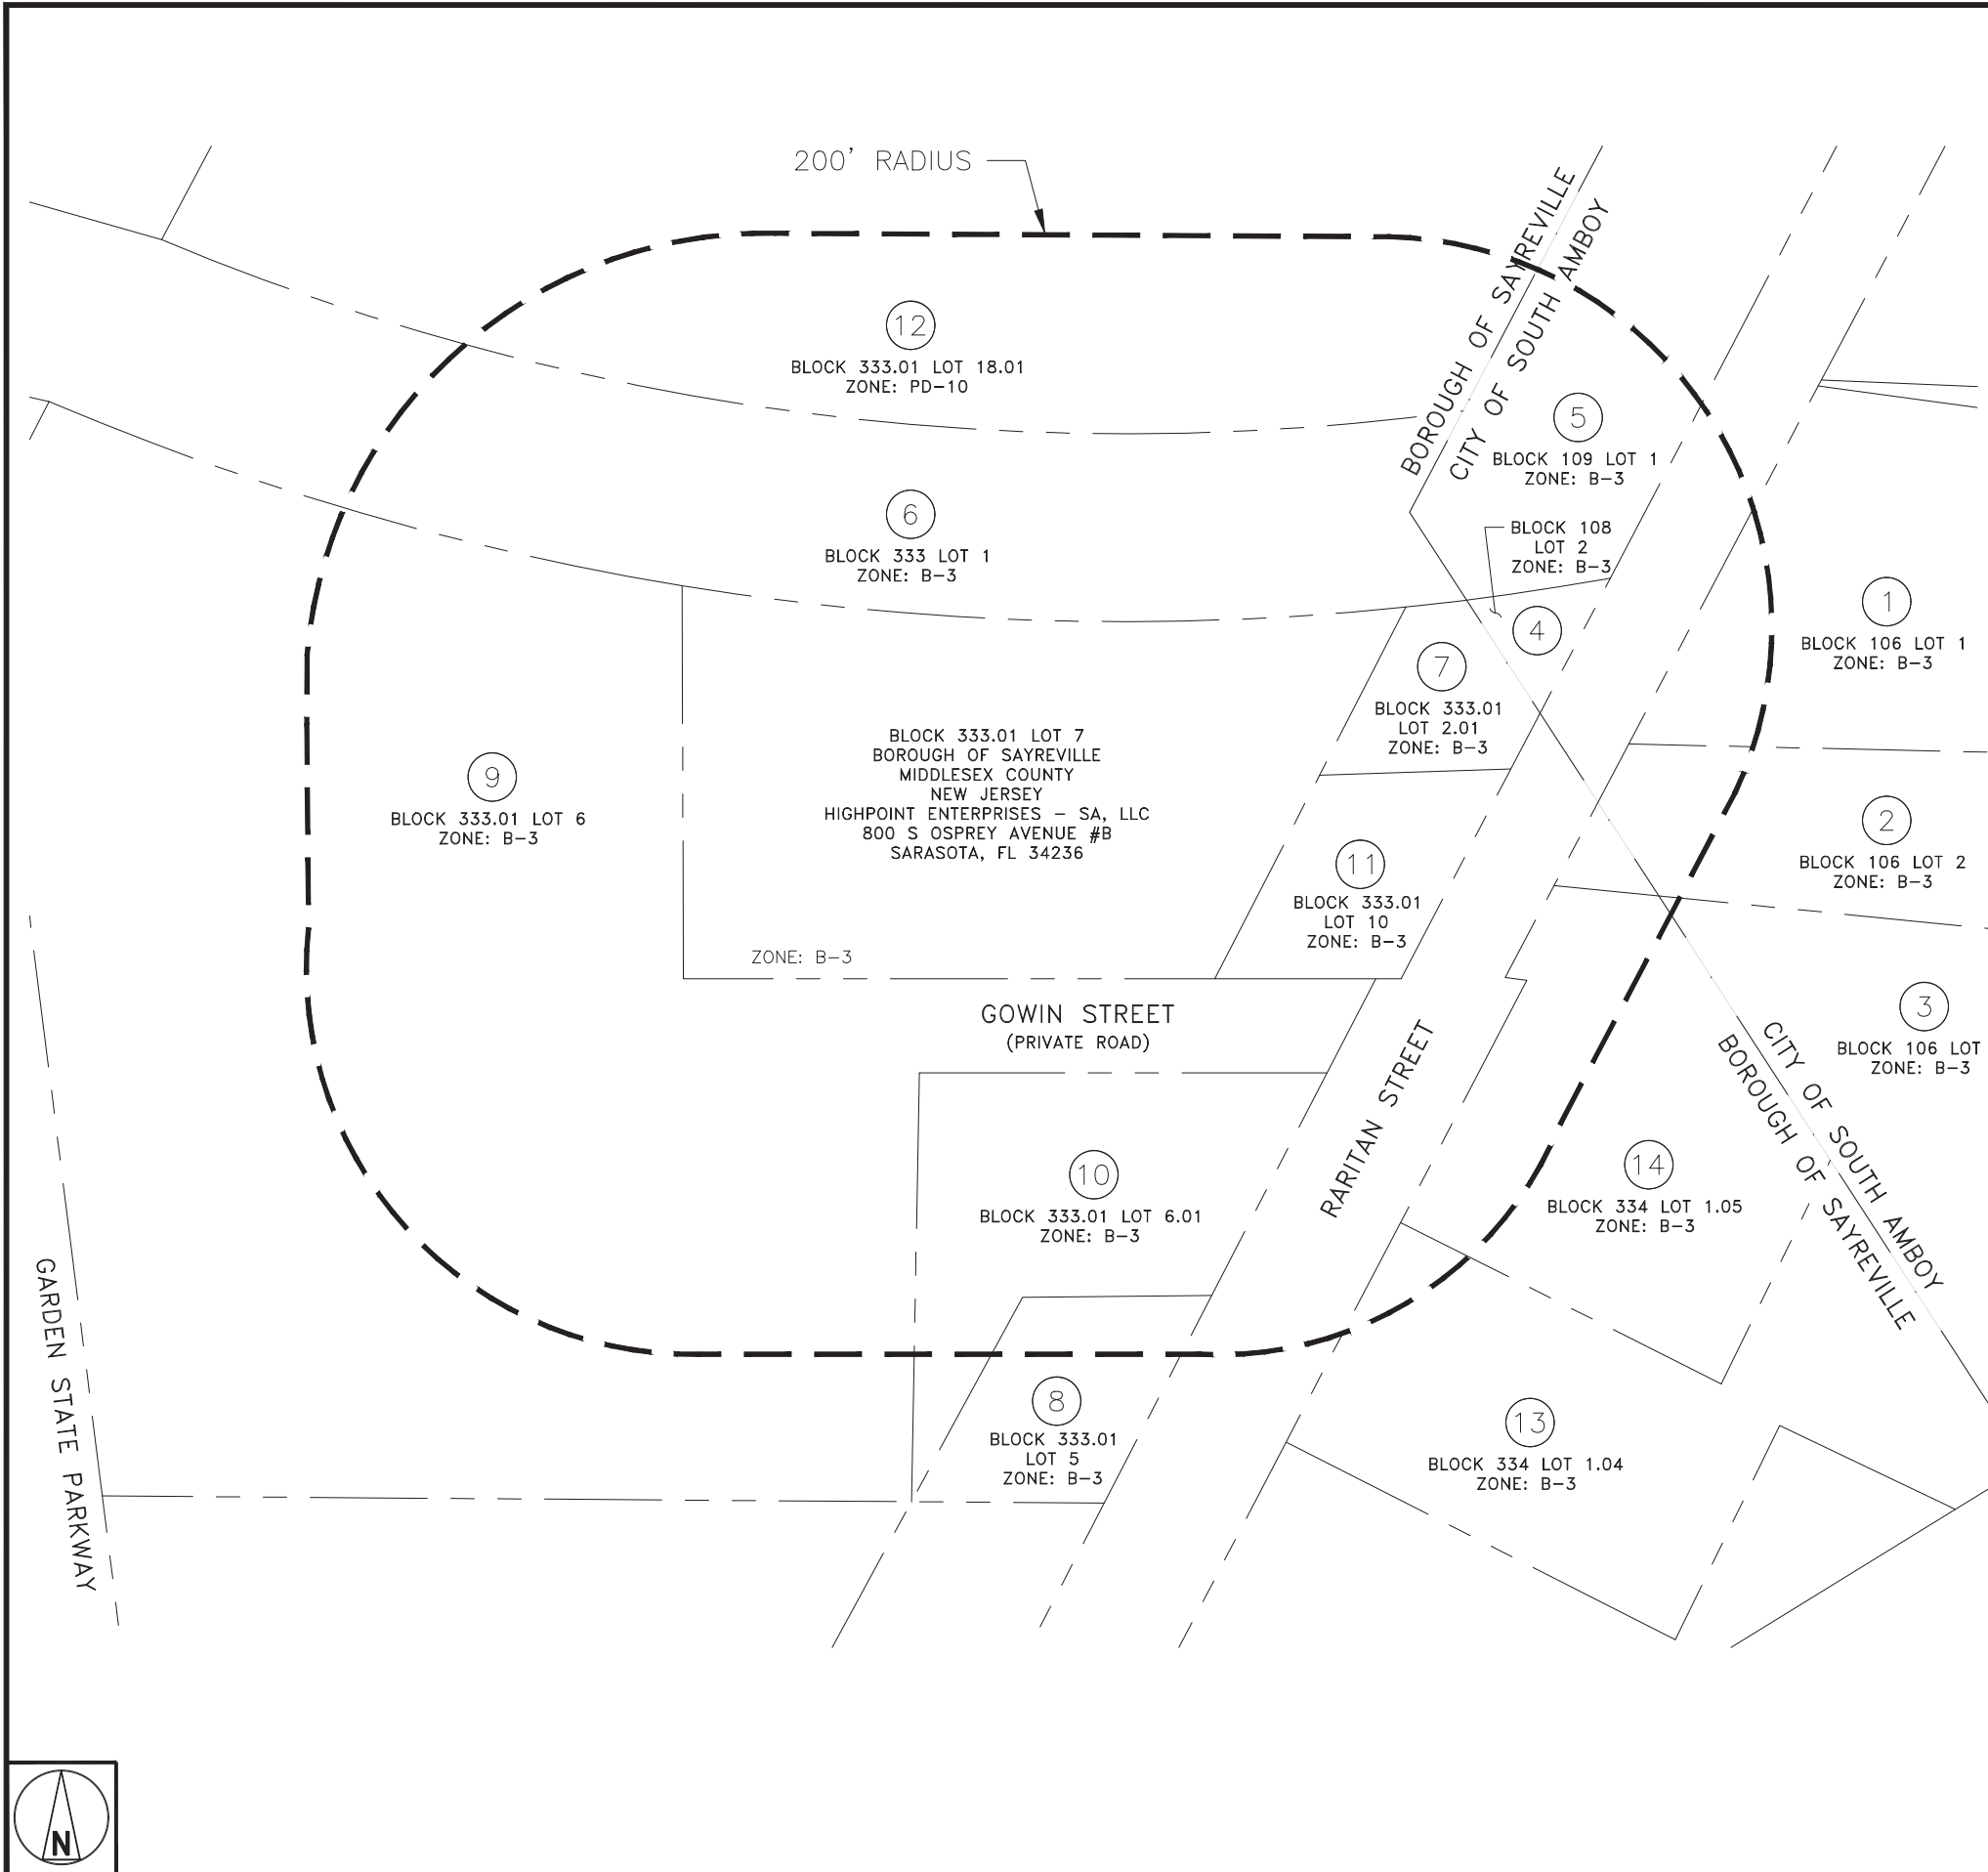 200' RADIUS
BOROUGH OF SAYREVILLE
CITY OF SOUTH AMBOY
12
BLOCK 333.01 LOT 18.01
ZONE: PD-10
5
BLOCK 109 LOT 1
ZONE: B-3
6
BLOCK 333 LOT 1
ZONE: B-3
BLOCK 108
LOT 2
ZONE: B-3
4
1
BLOCK 106 LOT 1
ZONE: B-3
7
BLOCK 333.01
LOT 2.01
ZONE: B-3
BLOCK 333.01 LOT 7
BOROUGH OF SAYREVILLE
MIDDLESEX COUNTY
NEW JERSEY
HIGHPOINT ENTERPRISES - SA, LLC
800 S OSPREY AVENUE #B
SARASOTA, FL 34236
9
BLOCK 333.01 LOT 6
ZONE: B-3
2
BLOCK 106 LOT 2
ZONE: B-3
11
BLOCK 333.01
LOT 10
ZONE: B-3
ZONE: B-3
GOWIN STREET
(PRIVATE ROAD)
3
BLOCK 106 LOT
ZONE: B-3
RARITAN STREET
CITY OF SOUTH AMBOY
BOROUGH OF SAYREVILLE
10
BLOCK 333.01 LOT 6.01
ZONE: B-3
14
BLOCK 334 LOT 1.05
ZONE: B-3
GARDEN STATE PARKWAY
8
BLOCK 333.01
LOT 5
ZONE: B-3
13
BLOCK 334 LOT 1.04
ZONE: B-3
N